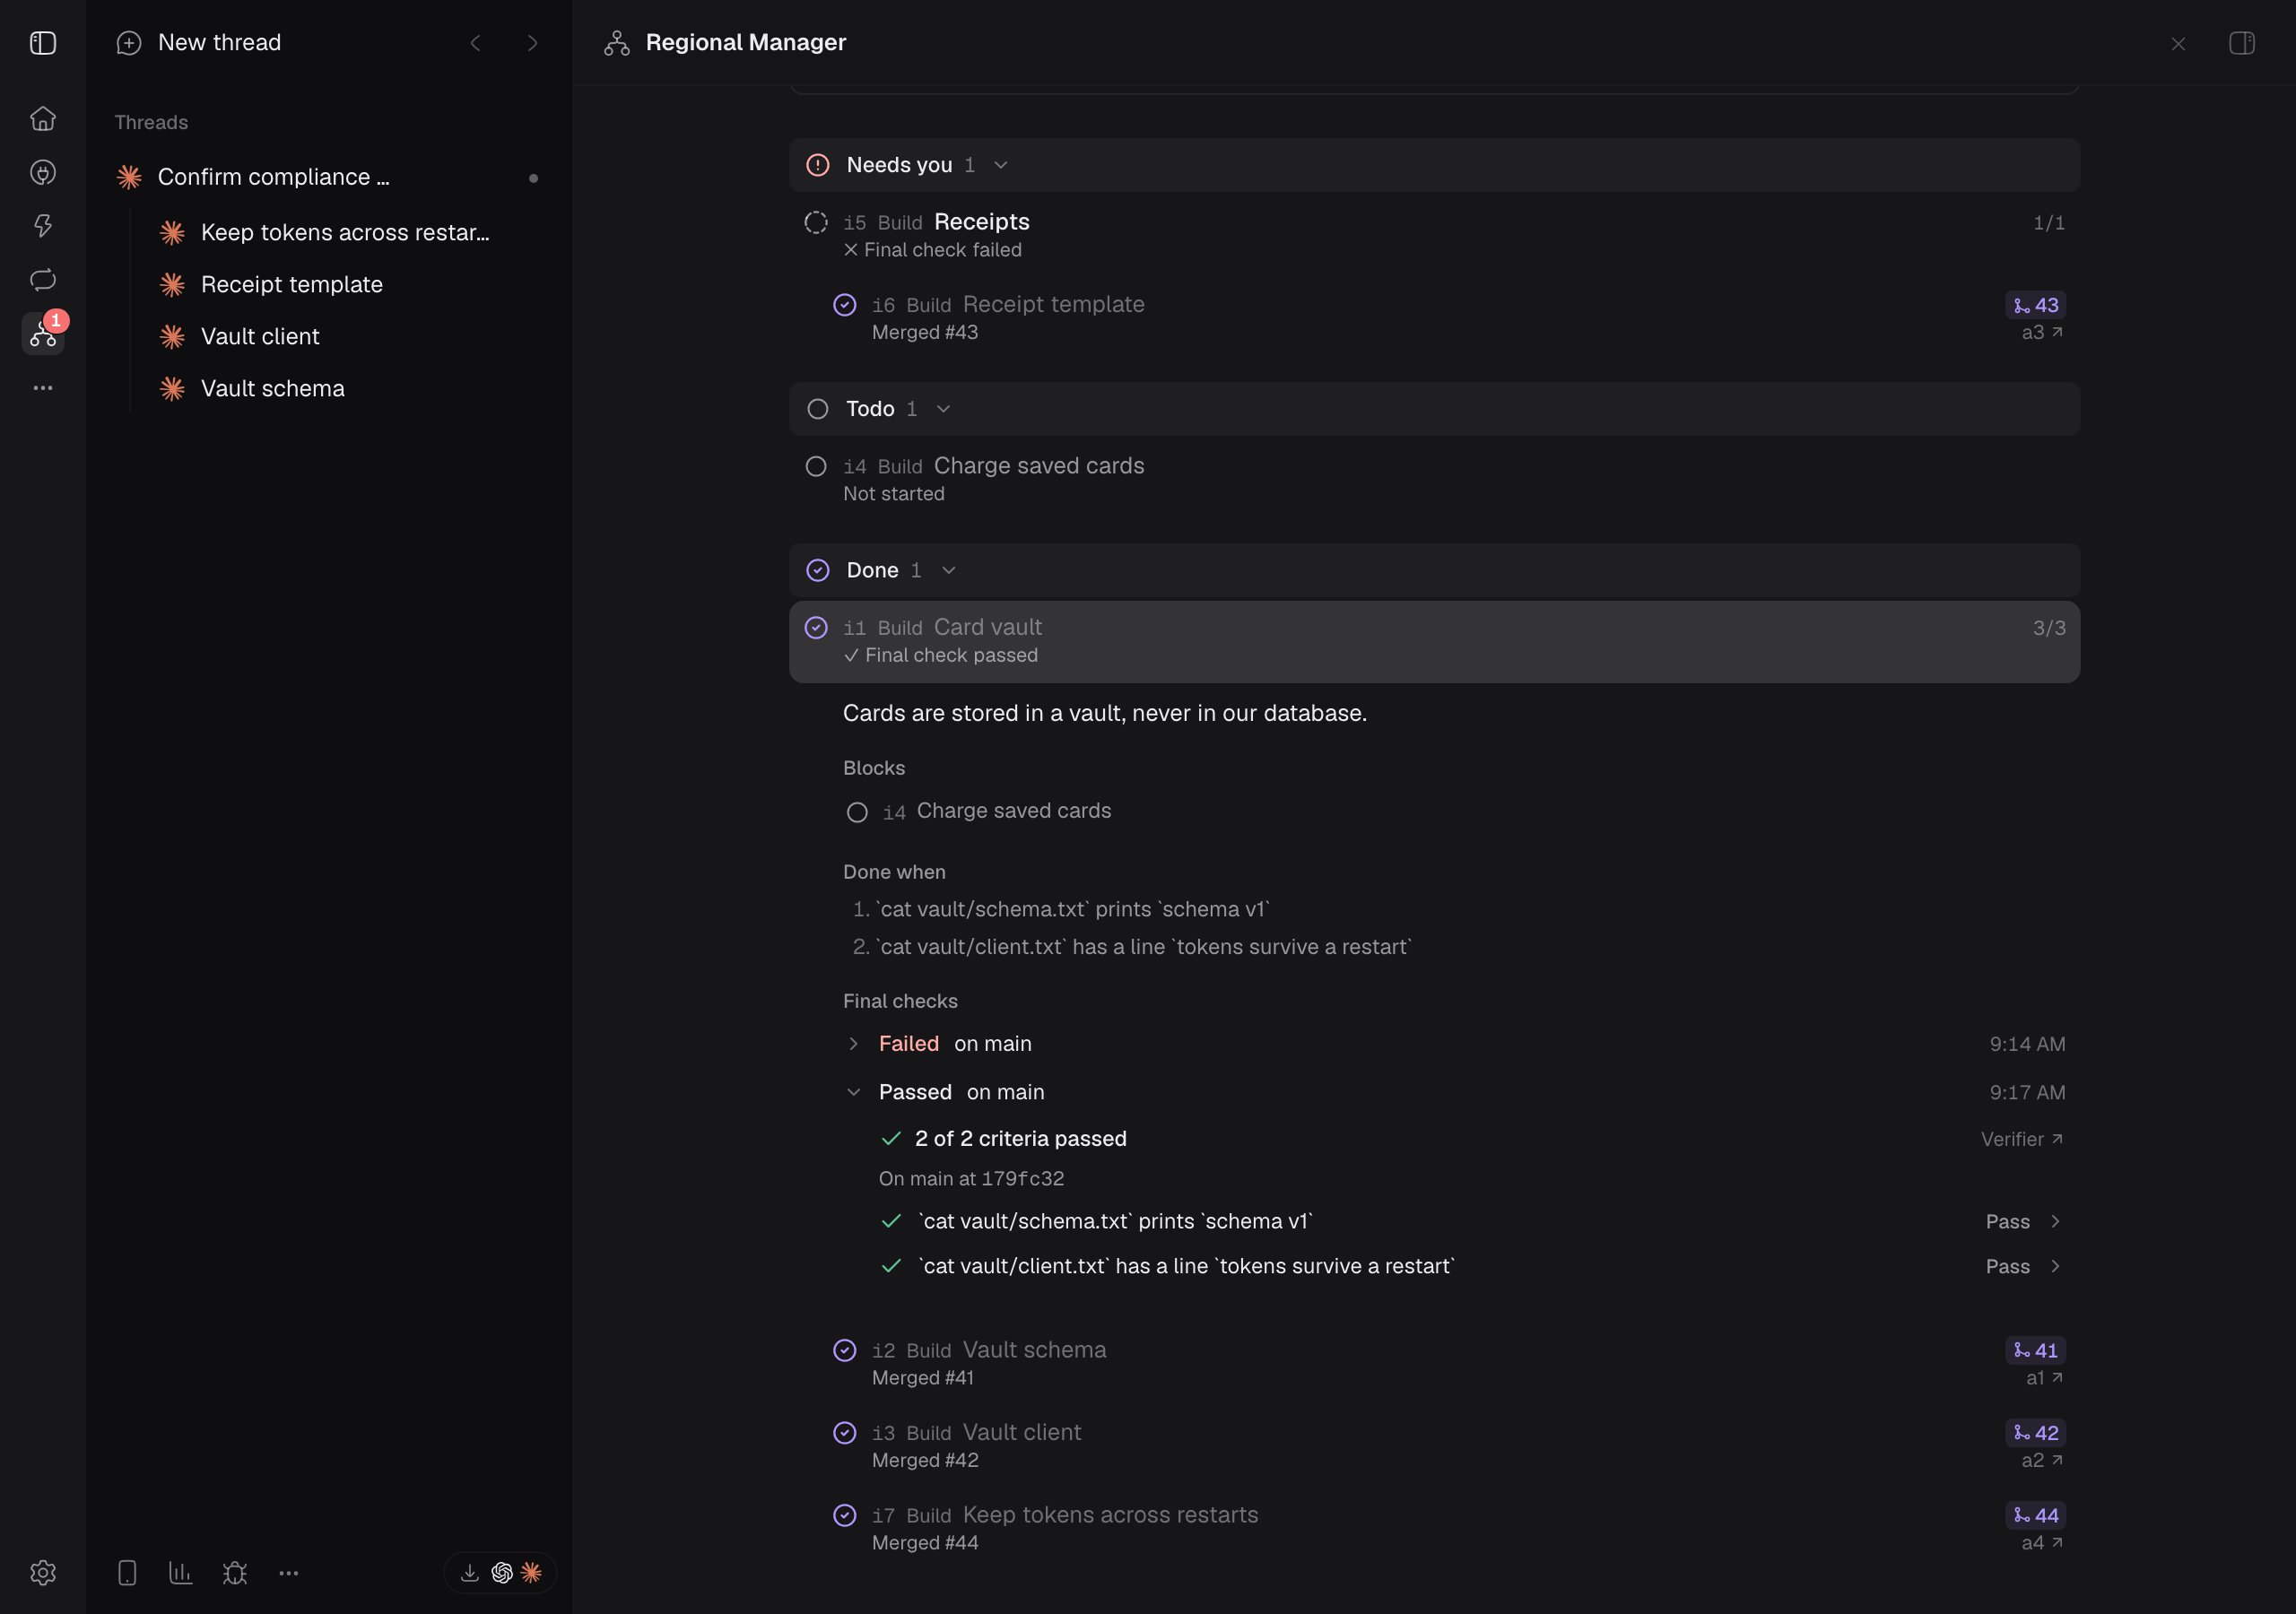 New thread
Regional Manager
Threads
Confirm compliance ...
Keep tokens across restar...
Receipt template
Vault client
Vault schema
1
Needs you 1
i5 Build Receipts 1/1
Final check failed
i6 Build Receipt template 43
Merged #43 a3
Todo 1
i4 Build Charge saved cards
Not started
Done 1
i1 Build Card vault 3/3
Final check passed
Cards are stored in a vault, never in our database.
Blocks
i4 Charge saved cards
Done when
1. `cat vault/schema.txt` prints `schema v1`
2. `cat vault/client.txt` has a line `tokens survive a restart`
Final checks
Failed on main 9:14 AM
Passed on main 9:17 AM
2 of 2 criteria passed Verifier
On main at 179fc32
`cat vault/schema.txt` prints `schema v1` Pass
`cat vault/client.txt` has a line `tokens survive a restart` Pass
i2 Build Vault schema 41
Merged #41 a1
i3 Build Vault client 42
Merged #42 a2
i7 Build Keep tokens across restarts 44
Merged #44 a4